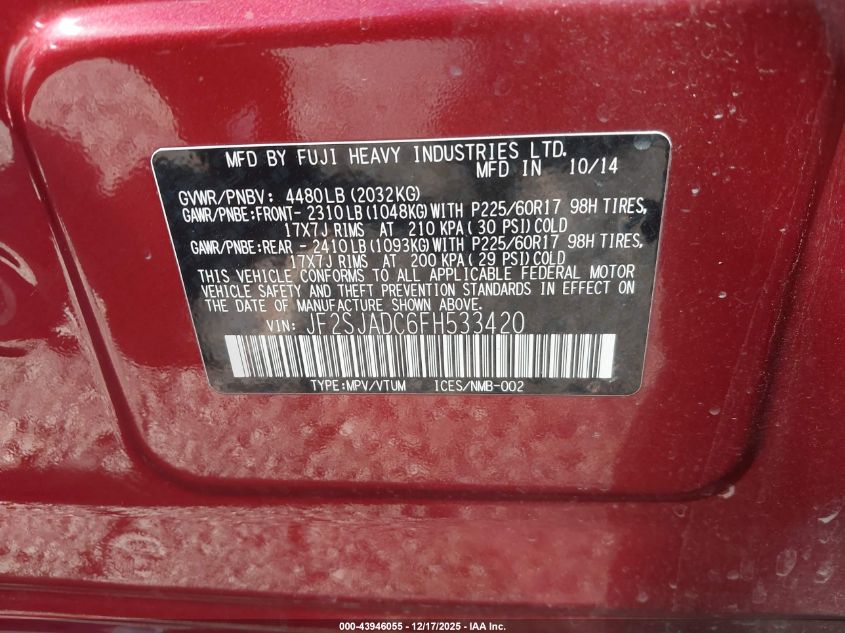 MFD BY FUJI HEAVY INDUSTRIES LTD.
MFD IN 10/14
GVWR/PNBV: 4480LB (2032KG)
GAWR/PNBE:FRONT- 2310LB (1048KG) WITH P225/60R17 98H TIRES,
17X7J RIMS AT 210 KPA ( 30 PSI) COLD
GAWR/PNBE:REAR - 2410LB (1093KG) WITH P225/60R17 98H TIRES,
17X7J RIMS AT 200 KPA ( 29 PSI) COLD
THIS VEHICLE CONFORMS TO ALL APPLICABLE FEDERAL MOTOR
VEHICLE SAFETY AND THEFT PREVENTION STANDARDS IN EFFECT ON
THE DATE OF MANUFACTURE SHOWN ABOVE.
VIN: JF2SJADC6FH533420
TYPE:MPV/VTUM ICES/NMB-002
000-43946055 - 12/17/2025 - IAA Inc.